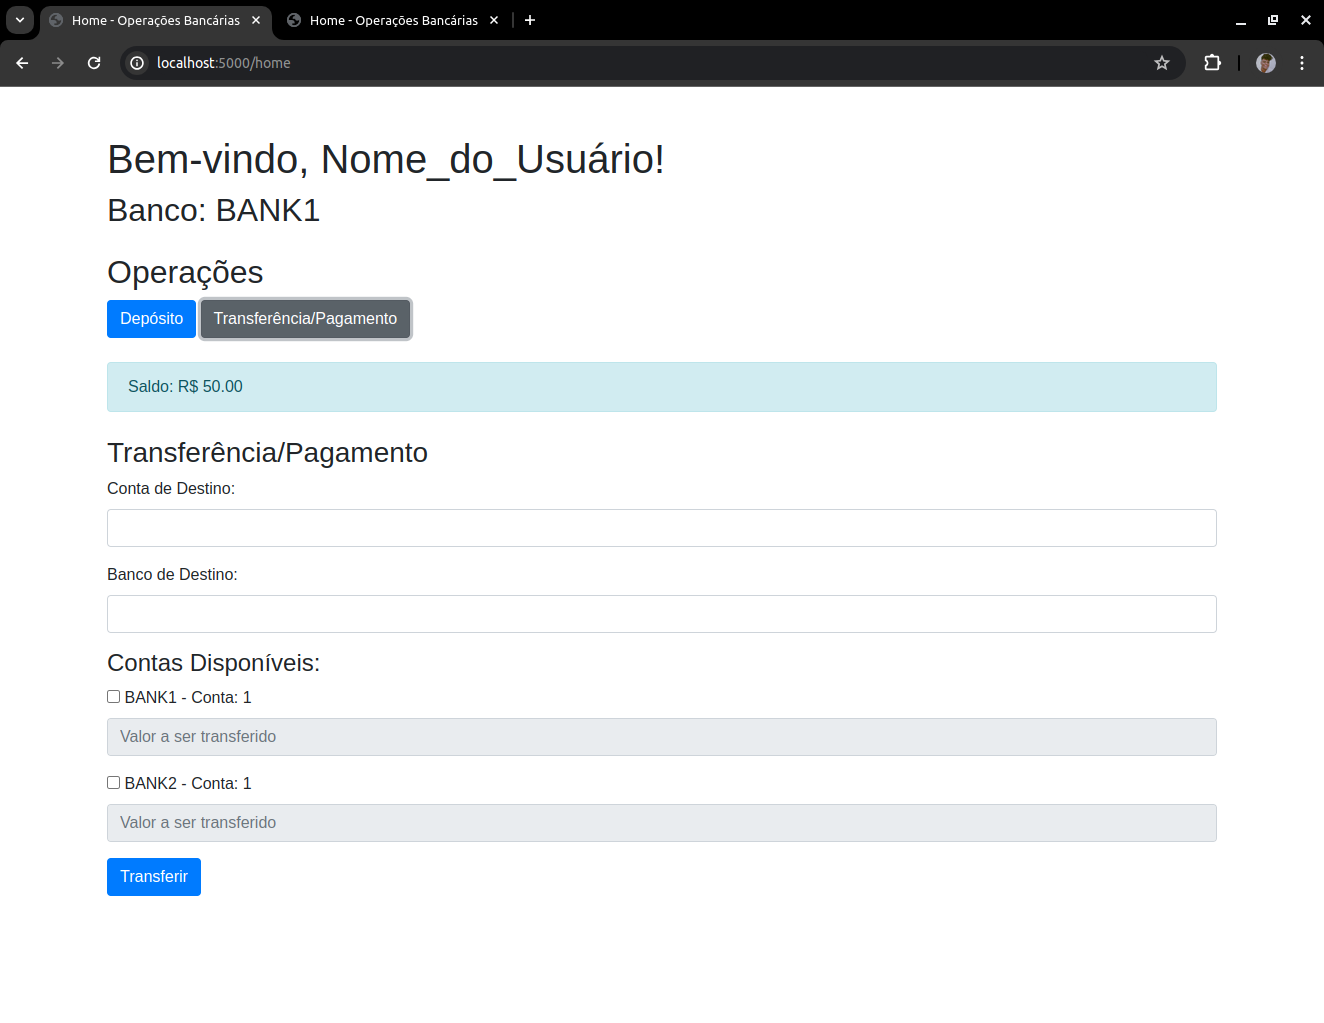 Home - Operações Bancárias
Home - Operações Bancárias
localhost:5000/home
Bem-vindo, Nome_do_Usuário!
Banco: BANK1
Operações
Depósito
Transferência/Pagamento
Saldo: R$ 50.00
Transferência/Pagamento
Conta de Destino:
Banco de Destino:
Contas Disponíveis:
BANK1 - Conta: 1
Valor a ser transferido
BANK2 - Conta: 1
Valor a ser transferido
Transferir